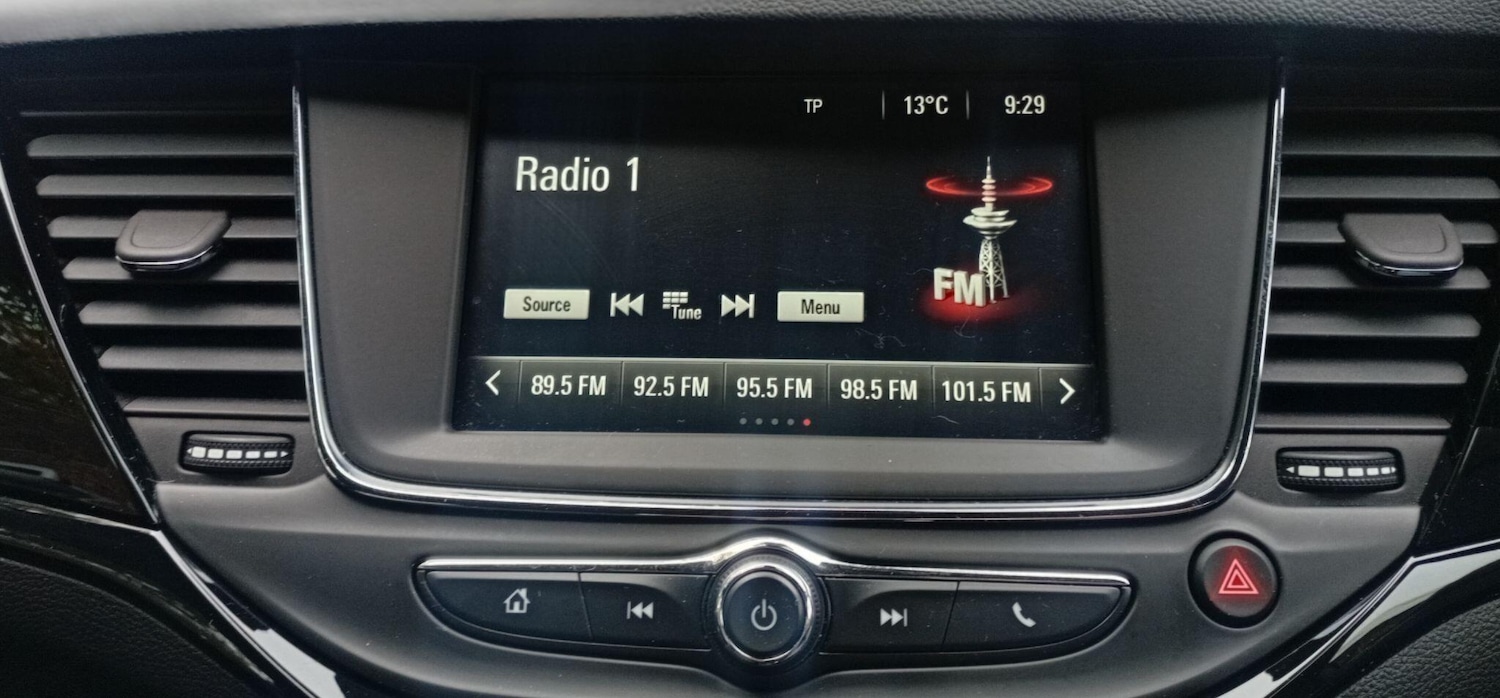 TP 13°C 9:29
Radio 1
FM
Source Tune Menu
89.5 FM 92.5 FM 95.5 FM 98.5 FM 101.5 FM